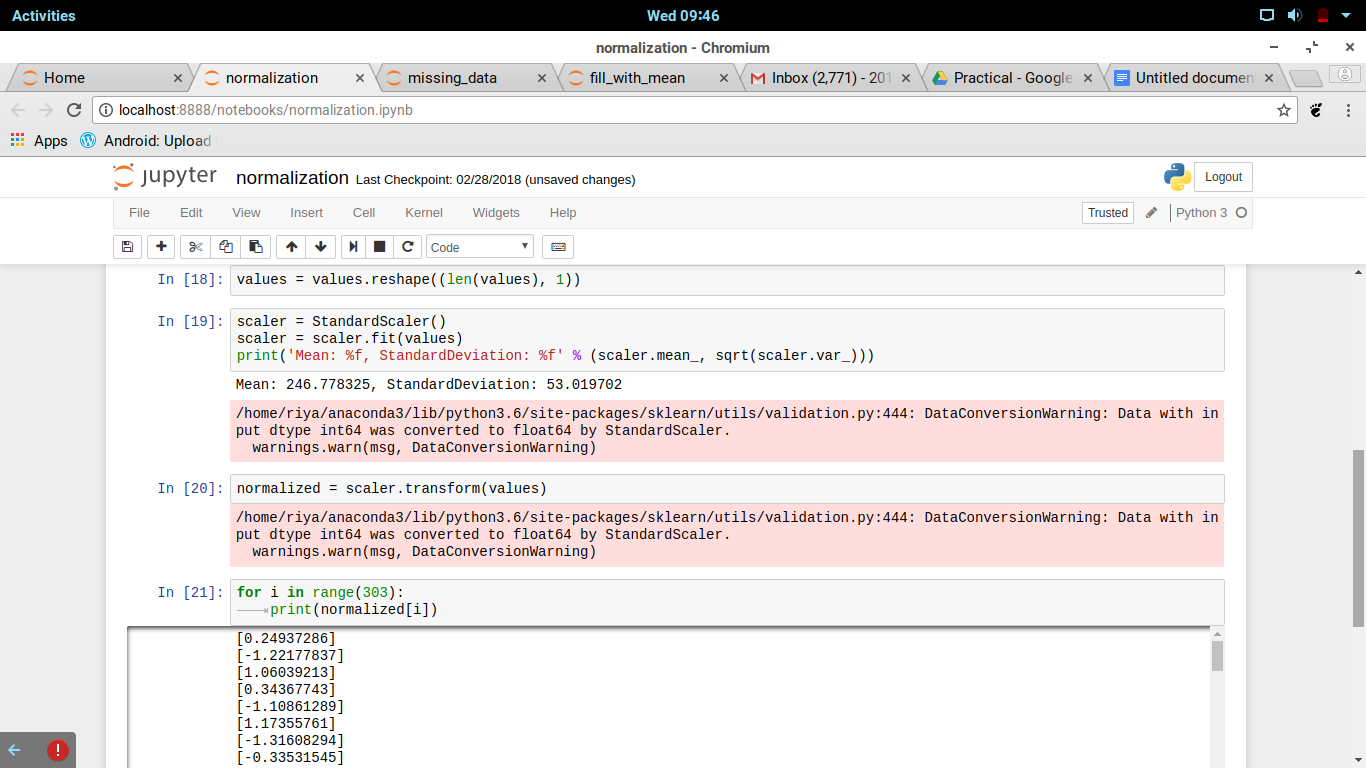 Activities
Wed 09:46
normalization - Chromium
Home
normalization
missing_data
fill_with_mean
Inbox (2,771) - 201
Practical - Google
Untitled documen
localhost:8888/notebooks/normalization.ipynb
Apps
Android: Upload
jupyter normalization Last Checkpoint: 02/28/2018 (unsaved changes)
Logout
File Edit View Insert Cell Kernel Widgets Help
Trusted
Python 3
Code
In [18]: values = values.reshape((len(values), 1))
In [19]: scaler = StandardScaler()
scaler = scaler.fit(values)
print('Mean: %f, StandardDeviation: %f' % (scaler.mean_, sqrt(scaler.var_)))
Mean: 246.778325, StandardDeviation: 53.019702
/home/riya/anaconda3/lib/python3.6/site-packages/sklearn/utils/validation.py:444: DataConversionWarning: Data with in
put dtype int64 was converted to float64 by StandardScaler.
warnings.warn(msg, DataConversionWarning)
In [20]: normalized = scaler.transform(values)
/home/riya/anaconda3/lib/python3.6/site-packages/sklearn/utils/validation.py:444: DataConversionWarning: Data with in
put dtype int64 was converted to float64 by StandardScaler.
warnings.warn(msg, DataConversionWarning)
In [21]: for i in range(303):
print(normalized[i])
[0.24937286]
[-1.22177837]
[1.06039213]
[0.34367743]
[-1.10861289]
[1.17355761]
[-1.31608294]
[-0.33531545]